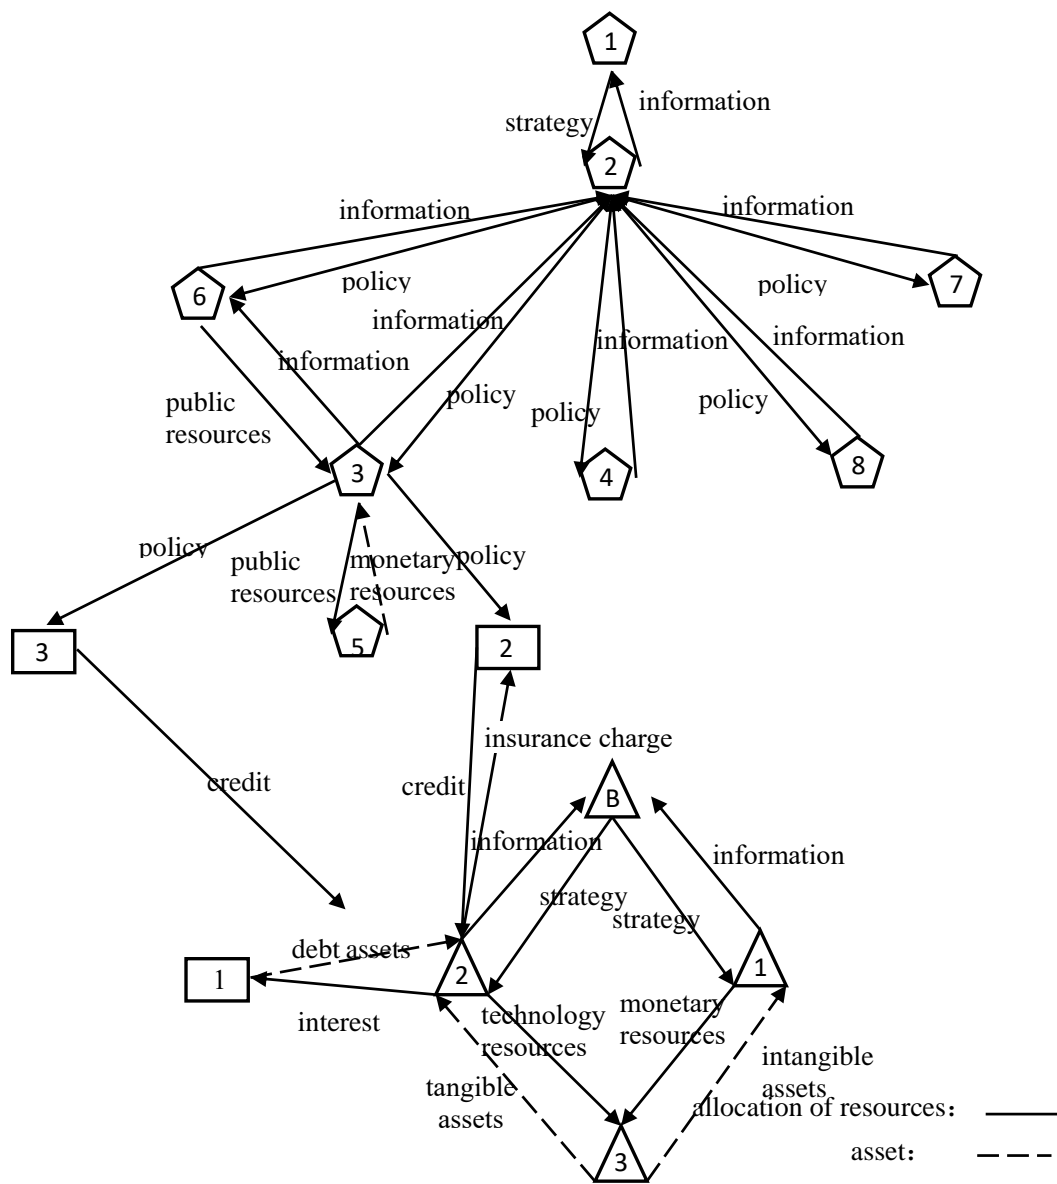 1
information
strategy
2
information
information
6
policy
policy
7
information
information
information
information
public
resources
policy
policy
policy
3
4
8
policy
public
resources
monetary
resources
policy
3
5
2
insurance charge
credit
credit
B
information
information
strategy
strategy
debt assets
1
2
1
interest
technology
resources
monetary
resources
tangible
assets
intangible
assets
allocation of resources：
asset：
3